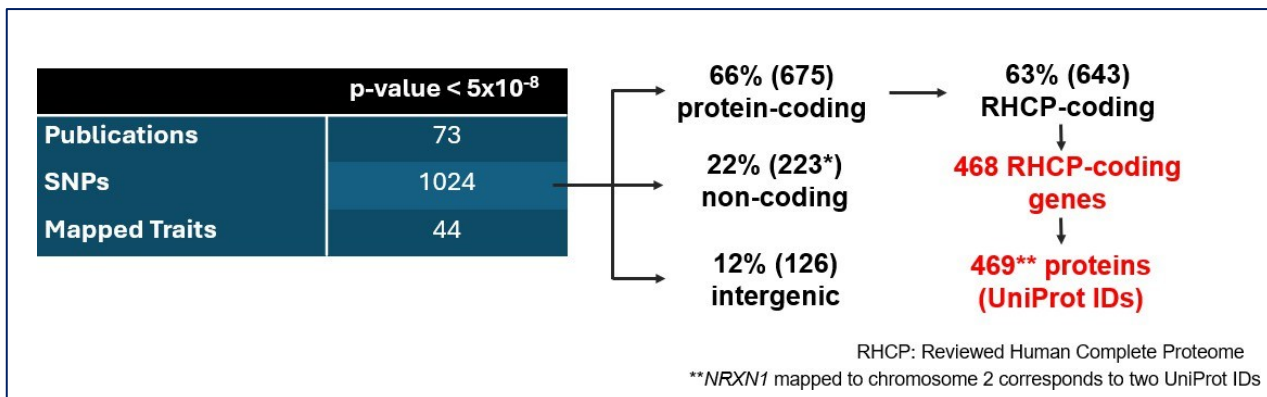 p-value < 5x10⁻⁸
Publications 73
SNPs 1024
Mapped Traits 44
66% (675)
protein-coding
22% (223*)
non-coding
12% (126)
intergenic
63% (643)
RHCP-coding
468 RHCP-coding
genes
469** proteins
(UniProt IDs)
RHCP: Reviewed Human Complete Proteome
**NRXN1 mapped to chromosome 2 corresponds to two UniProt IDs